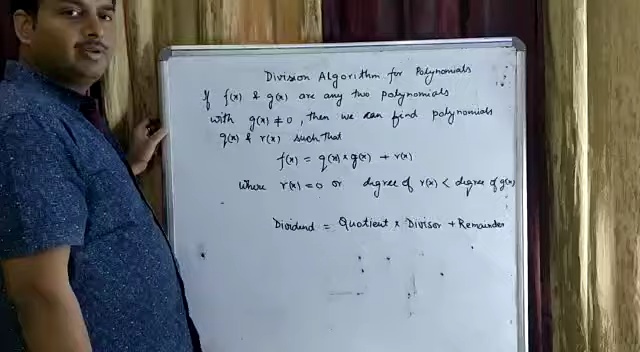 Division Algorithm for Polynomials
If f(x) & g(x) are any two polynomials
with g(x) ≠ 0, then we can find polynomials
q(x) & r(x) such that
f(x) = q(x) × g(x) + r(x)
where r(x) = 0 or degree of r(x) < degree of g(x)
Dividend = Quotient × Divisor + Remainder